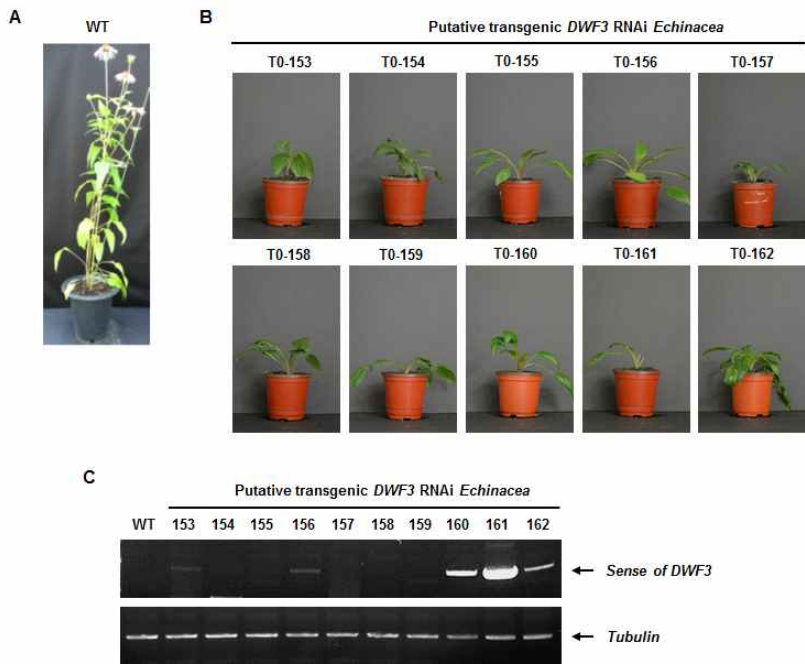 A
WT
B
Putative transgenic DWF3 RNAi Echinacea
T0-153 T0-154 T0-155 T0-156 T0-157
T0-158 T0-159 T0-160 T0-161 T0-162
C
Putative transgenic DWF3 RNAi Echinacea
WT 153 154 155 156 157 158 159 160 161 162
Sense of DWF3
Tubulin